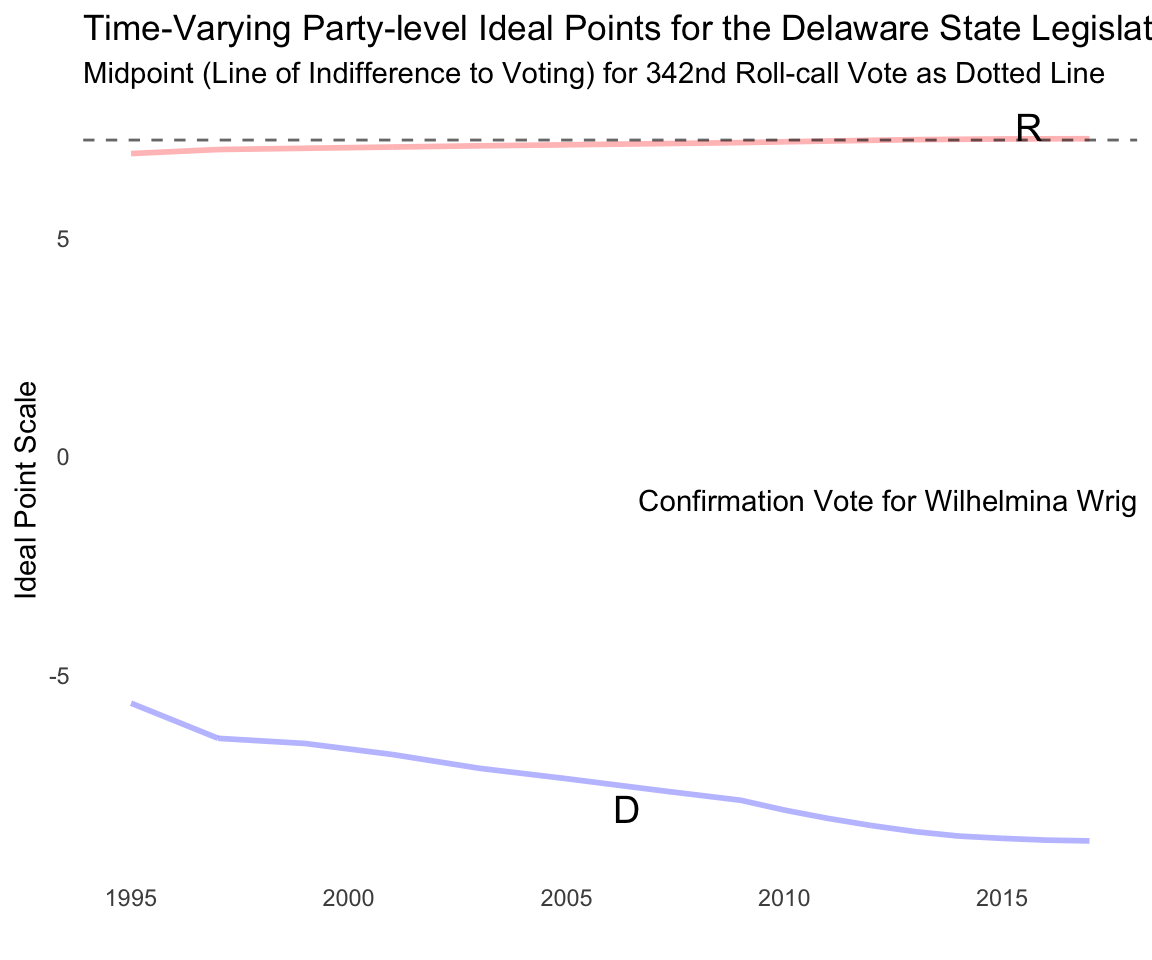 Time-Varying Party-level Ideal Points for the Delaware State Legislat
Midpoint (Line of Indifference to Voting) for 342nd Roll-call Vote as Dotted Line
R
5
Ideal Point Scale
0
Confirmation Vote for Wilhelmina Wrig
-5
D
1995 2000 2005 2010 2015